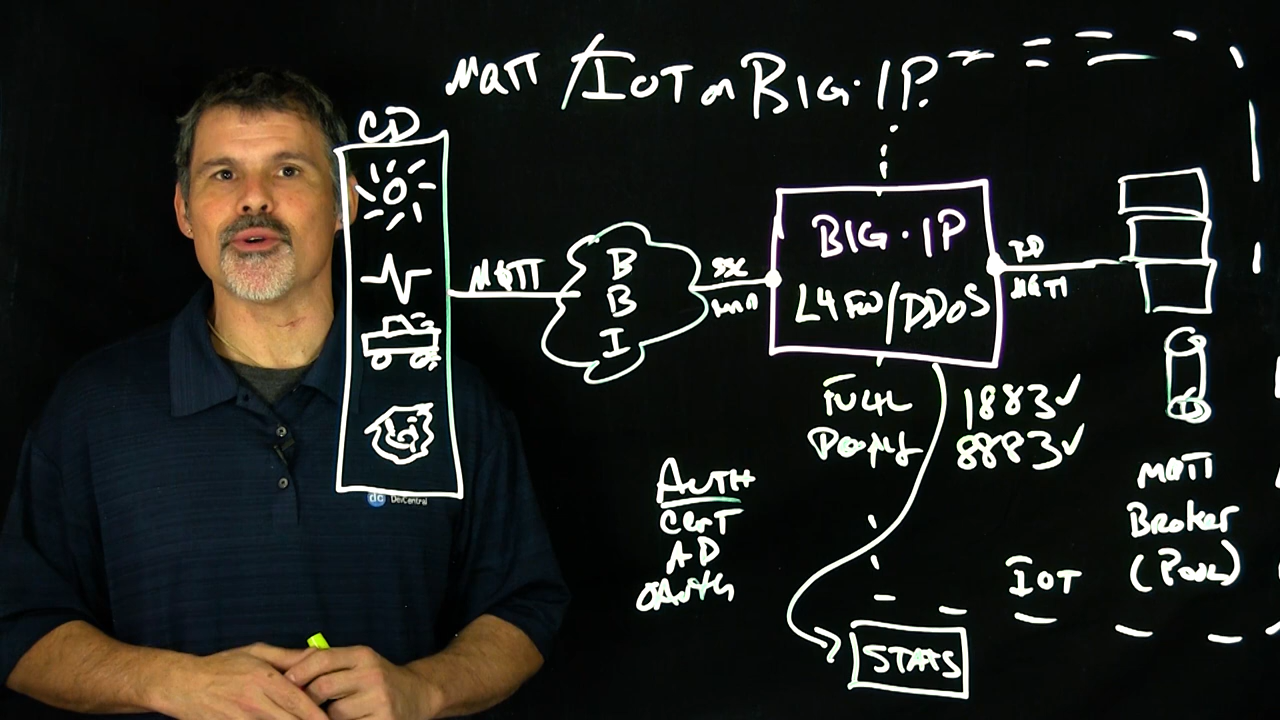 MQTT / IOT on BIG-IP
CD
MQTT
B
B
I
SSL
BIG-IP
L4 FW/DDOS
MQTT
FULL
PROXY
1883✓
8883✓
AUTH
CERT
AD
OAuth
MQTT
Broker
(POOL)
IOT
STATS
dc DevCentral